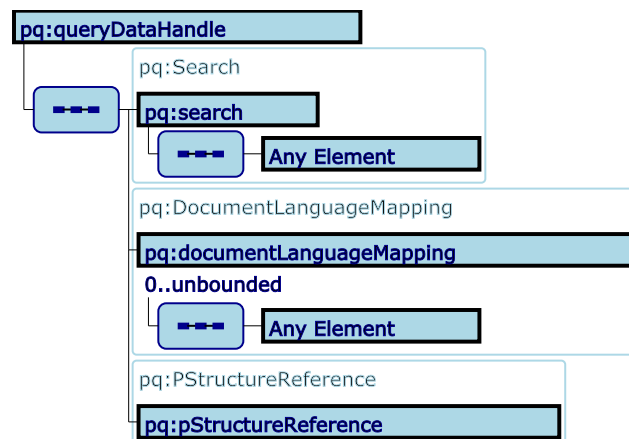 pq:queryDataHandle
pq:Search
pq:search
Any Element
pq:DocumentLanguageMapping
pq:documentLanguageMapping
0..unbounded
Any Element
pq:PStructureReference
pq:pStructureReference